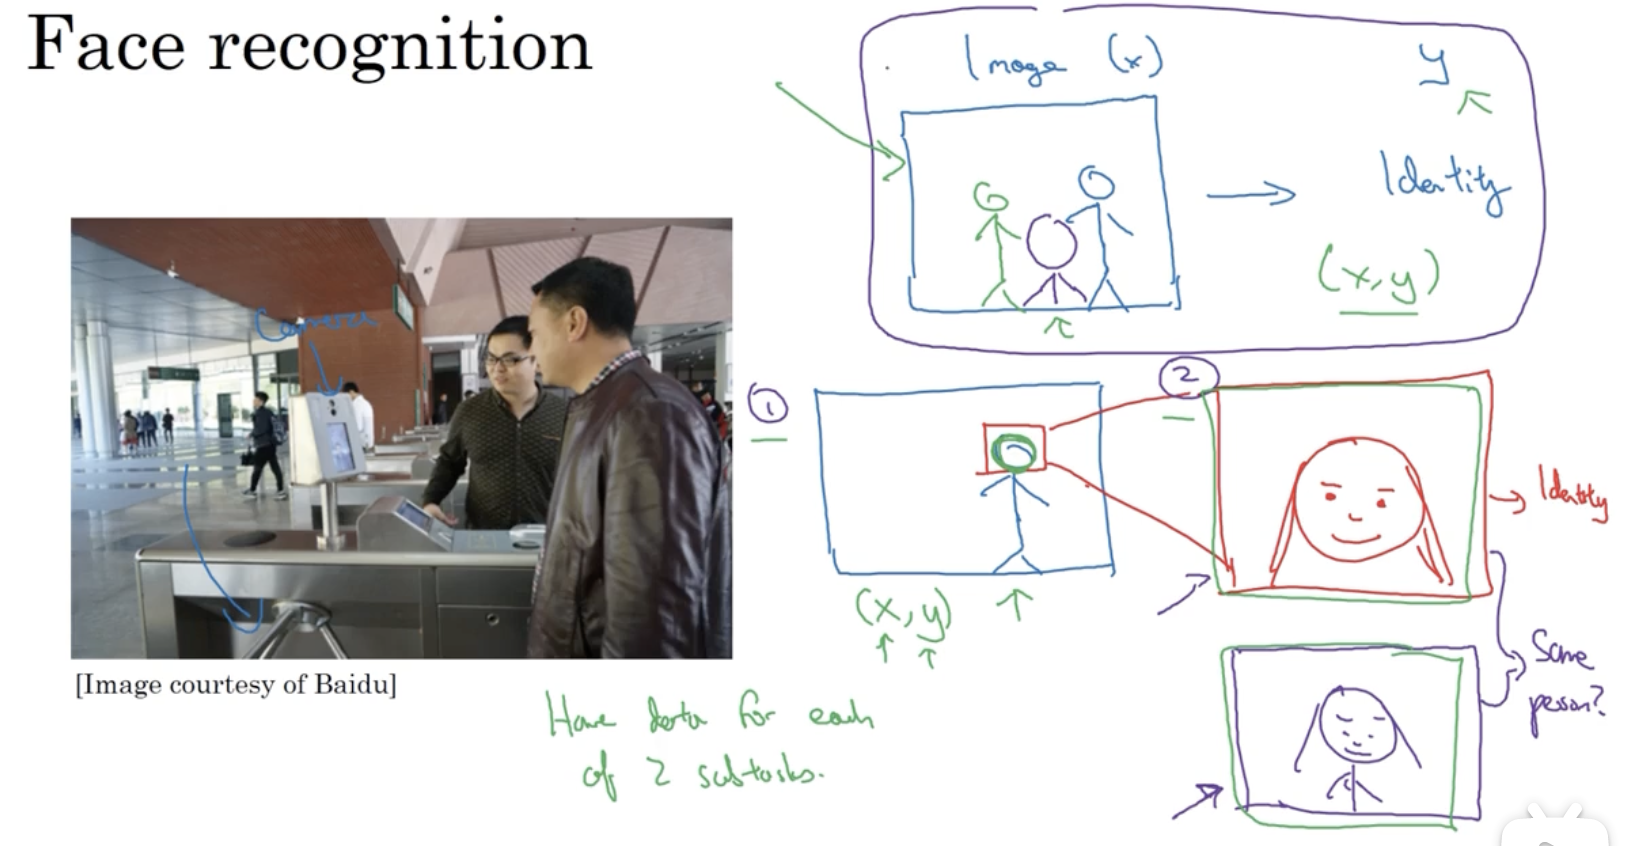 Face recognition
Image (x)
y
Identity
(x,y)
Camera
1
2
Identity
(x, y)
Same
person?
[Image courtesy of Baidu]
Have data for each
of 2 subtasks.